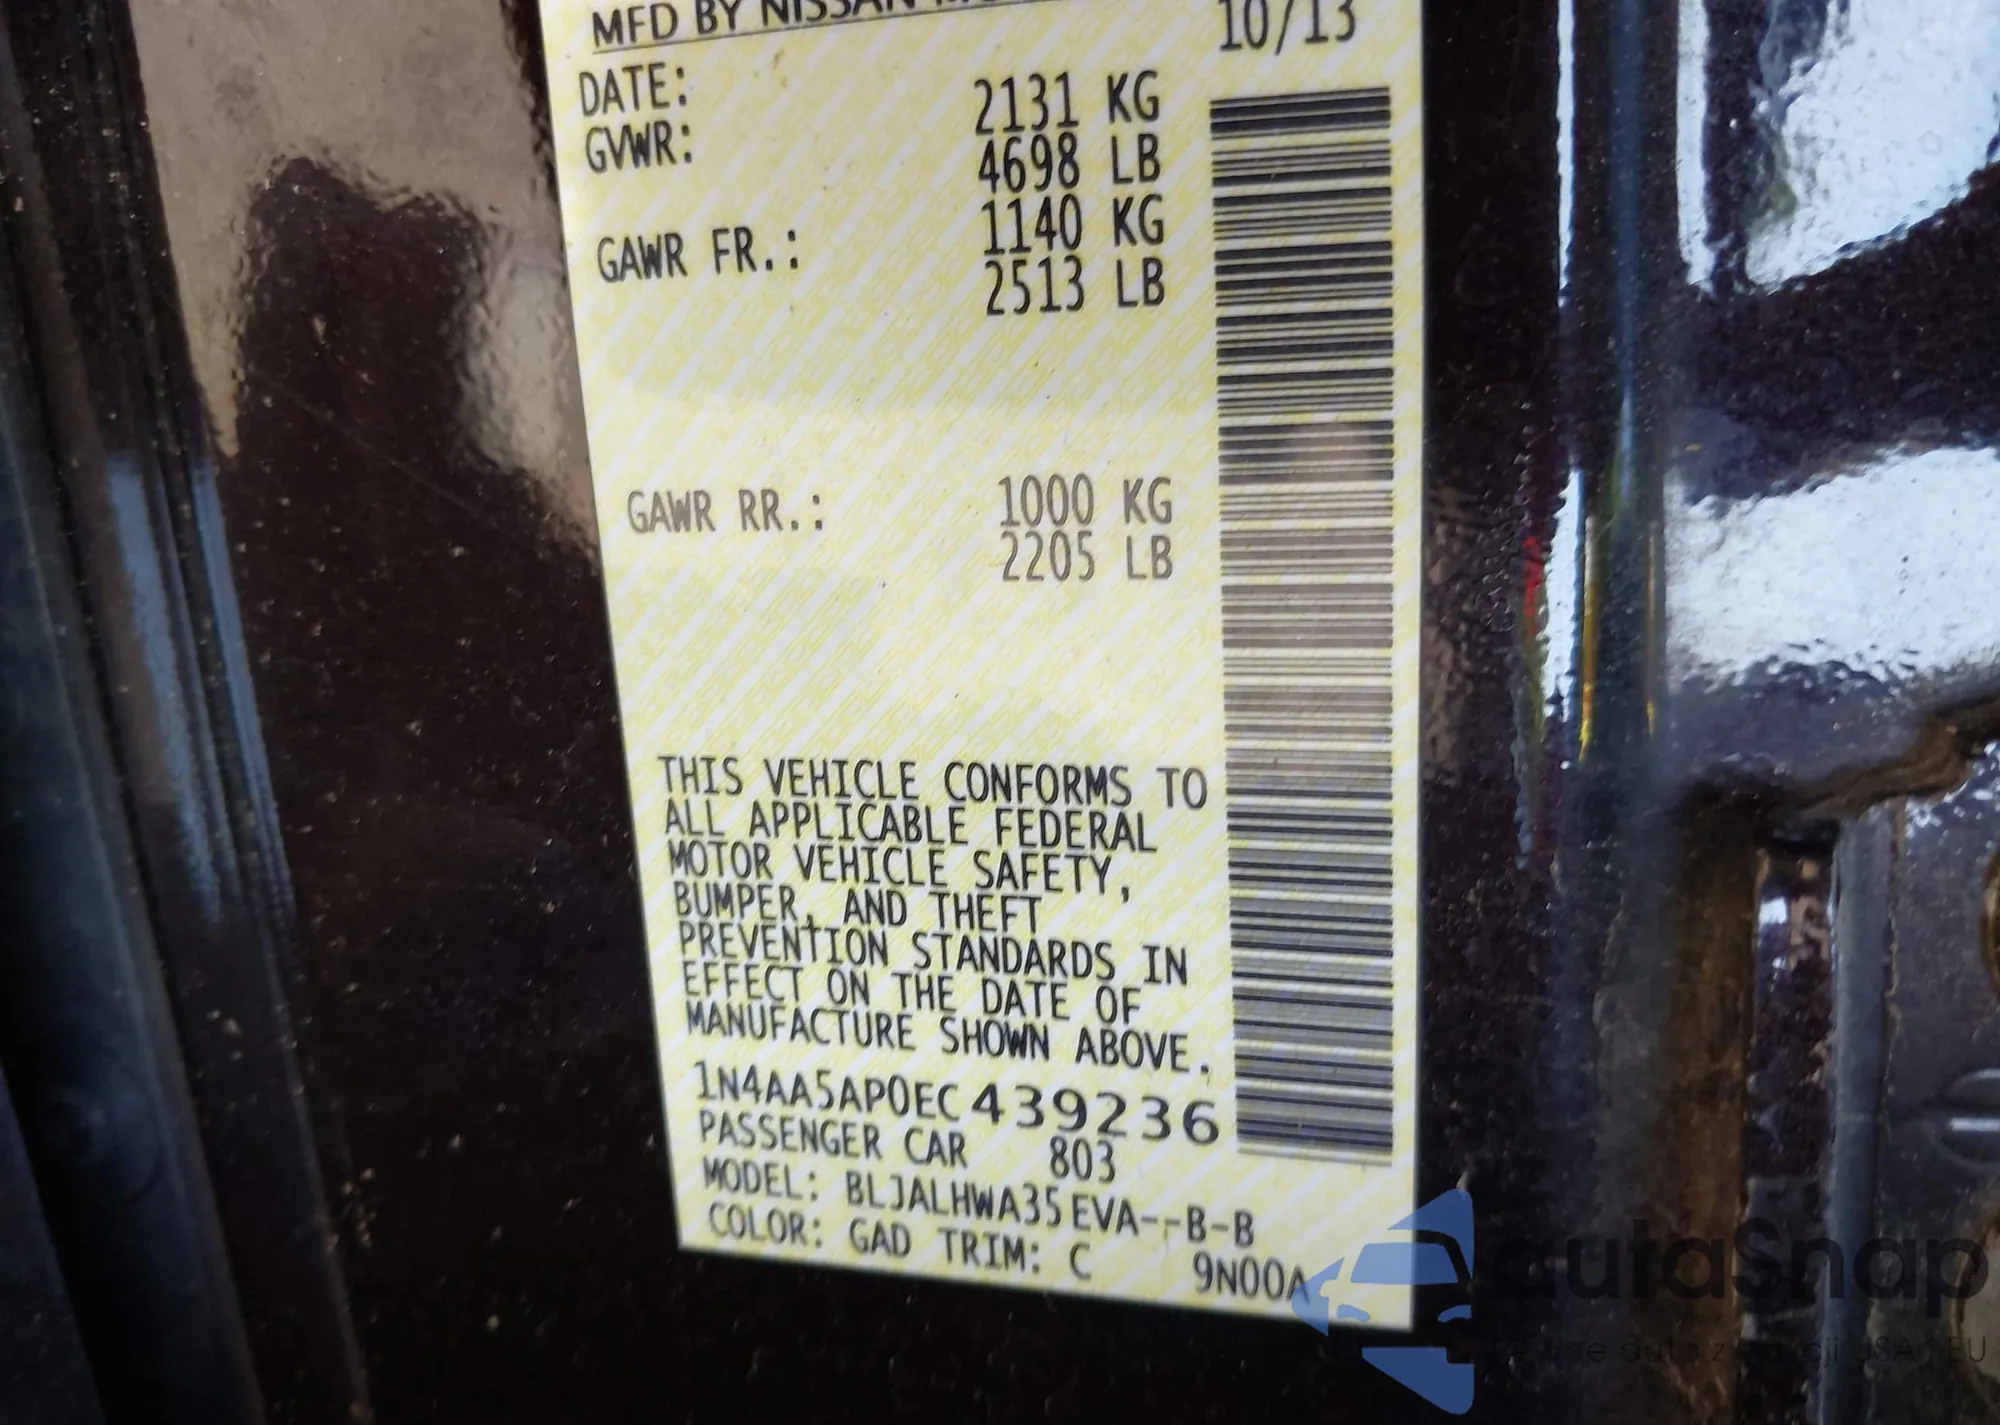 MFD BY NISSAN
DATE: 10/13
GVWR: 2131 KG
4698 LB
GAWR FR.: 1140 KG
2513 LB
GAWR RR.: 1000 KG
2205 LB
THIS VEHICLE CONFORMS TO
ALL APPLICABLE FEDERAL
MOTOR VEHICLE SAFETY,
BUMPER, AND THEFT
PREVENTION STANDARDS IN
EFFECT ON THE DATE OF
MANUFACTURE SHOWN ABOVE.
1N4AA5AP0EC439236
PASSENGER CAR 803
MODEL: BLJALHWA35EVA--B-B
COLOR: GAD TRIM: C 9N00A
autaSnap
USA
EU